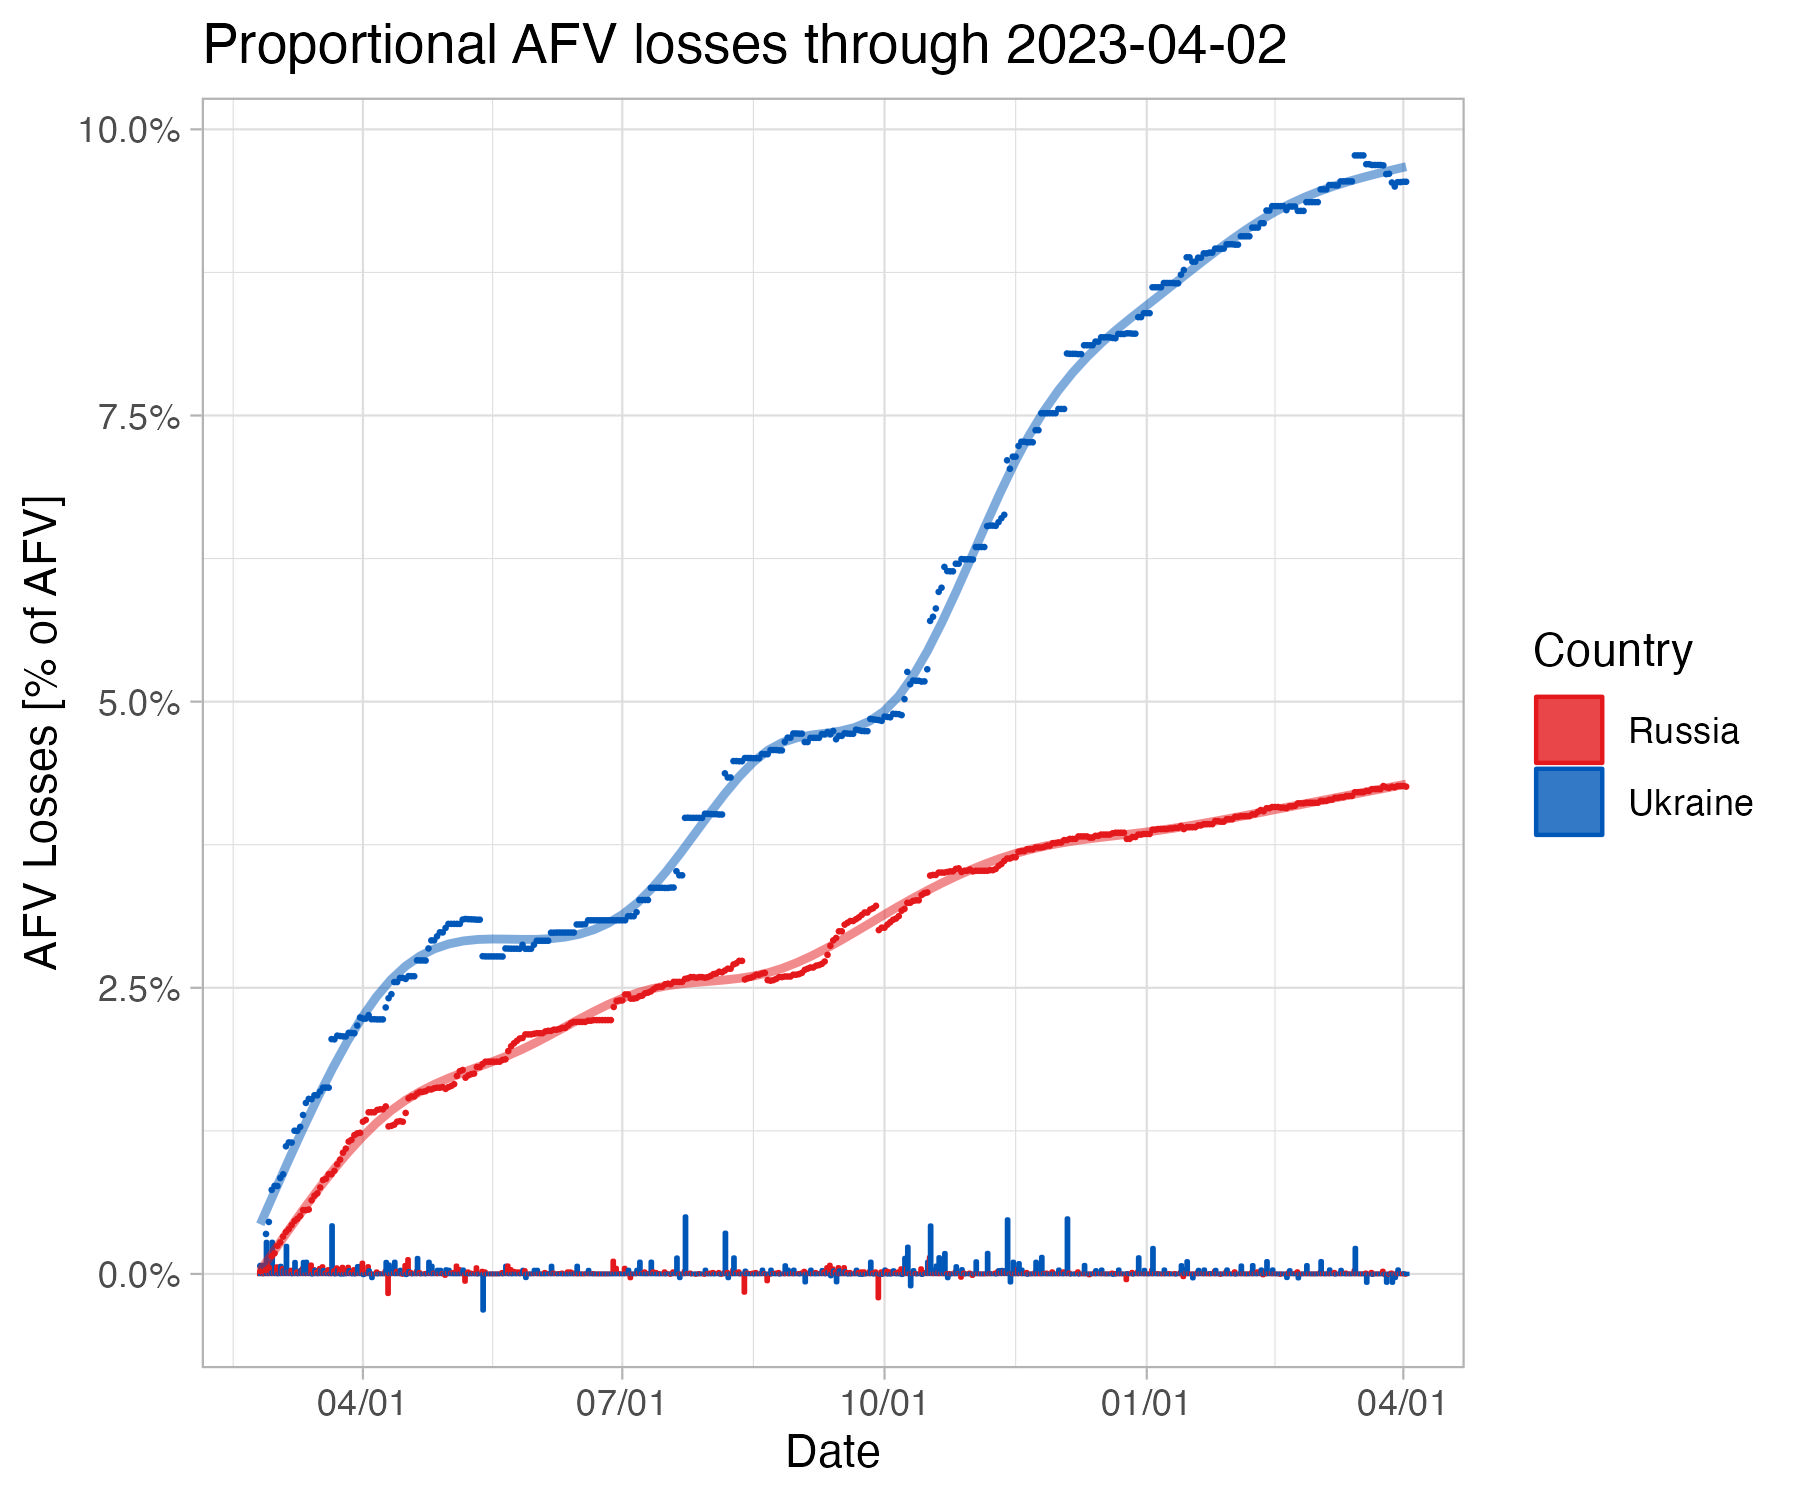 Proportional AFV losses through 2023-04-02
AFV Losses [% of AFV]
10.0%
7.5%
5.0%
2.5%
0.0%
04/01
07/01
10/01
01/01
04/01
Date
Country
Russia
Ukraine